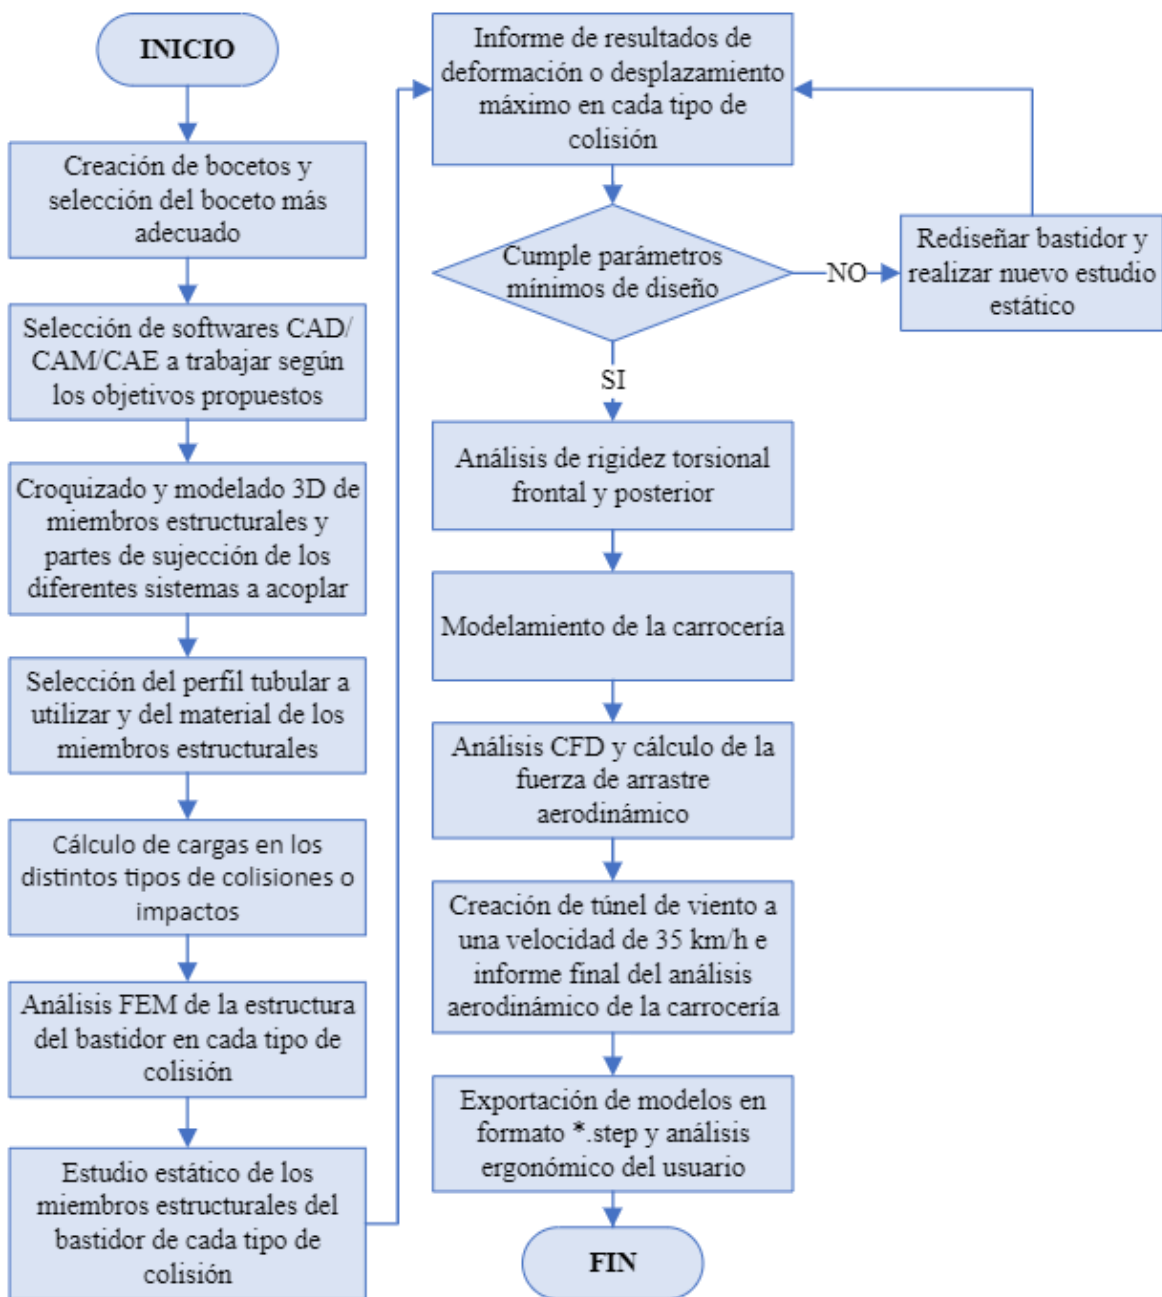 INICIO
Creación de bocetos y
selección del boceto más
adecuado
Selección de softwares CAD/
CAM/CAE a trabajar según
los objetivos propuestos
Croquizado y modelado 3D de
miembros estructurales y
partes de sujección de los
diferentes sistemas a acoplar
Selección del perfil tubular a
utilizar y del material de los
miembros estructurales
Cálculo de cargas en los
distintos tipos de colisiones o
impactos
Análisis FEM de la estructura
del bastidor en cada tipo de
colisión
Estudio estático de los
miembros estructurales del
bastidor de cada tipo de
colisión
Informe de resultados de
deformación o desplazamiento
máximo en cada tipo de
colisión
Cumple parámetros
mínimos de diseño
NO
Rediseñar bastidor y
realizar nuevo estudio
estático
SI
Análisis de rigidez torsional
frontal y posterior
Modelamiento de la carrocería
Análisis CFD y cálculo de la
fuerza de arrastre
aerodinámico
Creación de túnel de viento a
una velocidad de 35 km/h e
informe final del análisis
aerodinámico de la carrocería
Exportación de modelos en
formato *.step y análisis
ergonómico del usuario
FIN